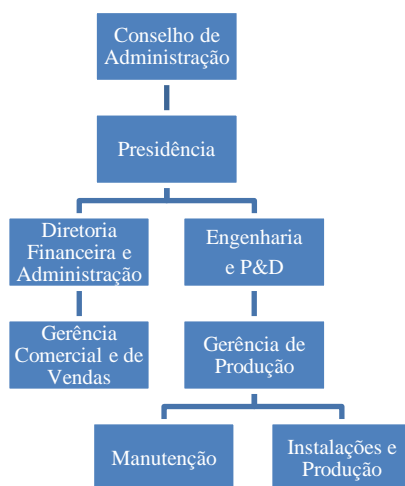 Conselho de
Administração
Presidência
Diretoria
Financeira e
Administração
Engenharia
e P&D
Gerência
Comercial e de
Vendas
Gerência de
Produção
Manutenção
Instalações e
Produção